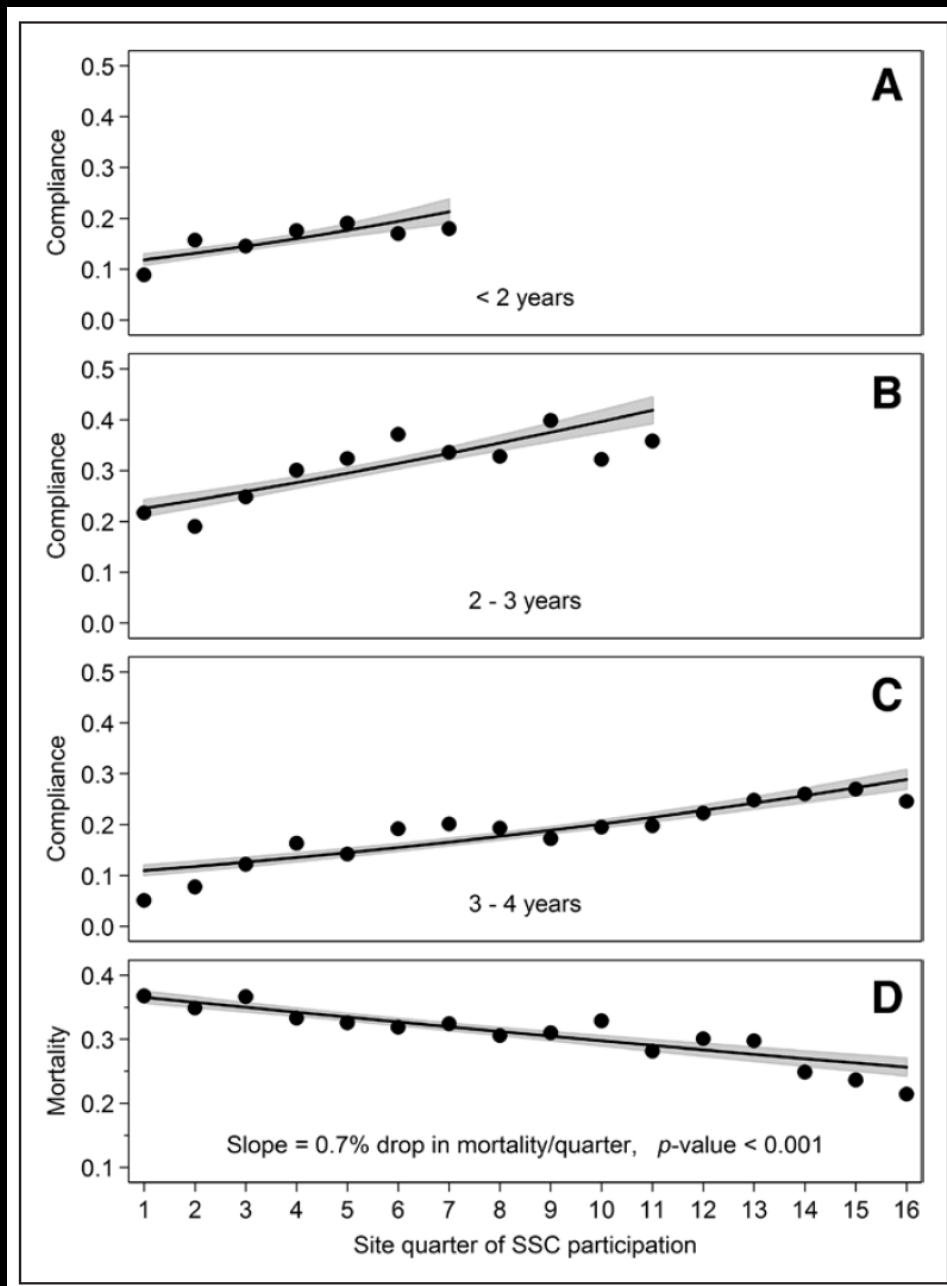 A
0.5
0.4
0.3
0.2
0.1
0.0
Compliance
< 2 years
B
0.5
0.4
0.3
0.2
0.1
0.0
Compliance
2 - 3 years
C
0.5
0.4
0.3
0.2
0.1
0.0
Compliance
3 - 4 years
D
0.4
0.3
0.2
0.1
Mortality
Slope = 0.7% drop in mortality/quarter, p-value < 0.001
1 2 3 4 5 6 7 8 9 10 11 12 13 14 15 16
Site quarter of SSC participation